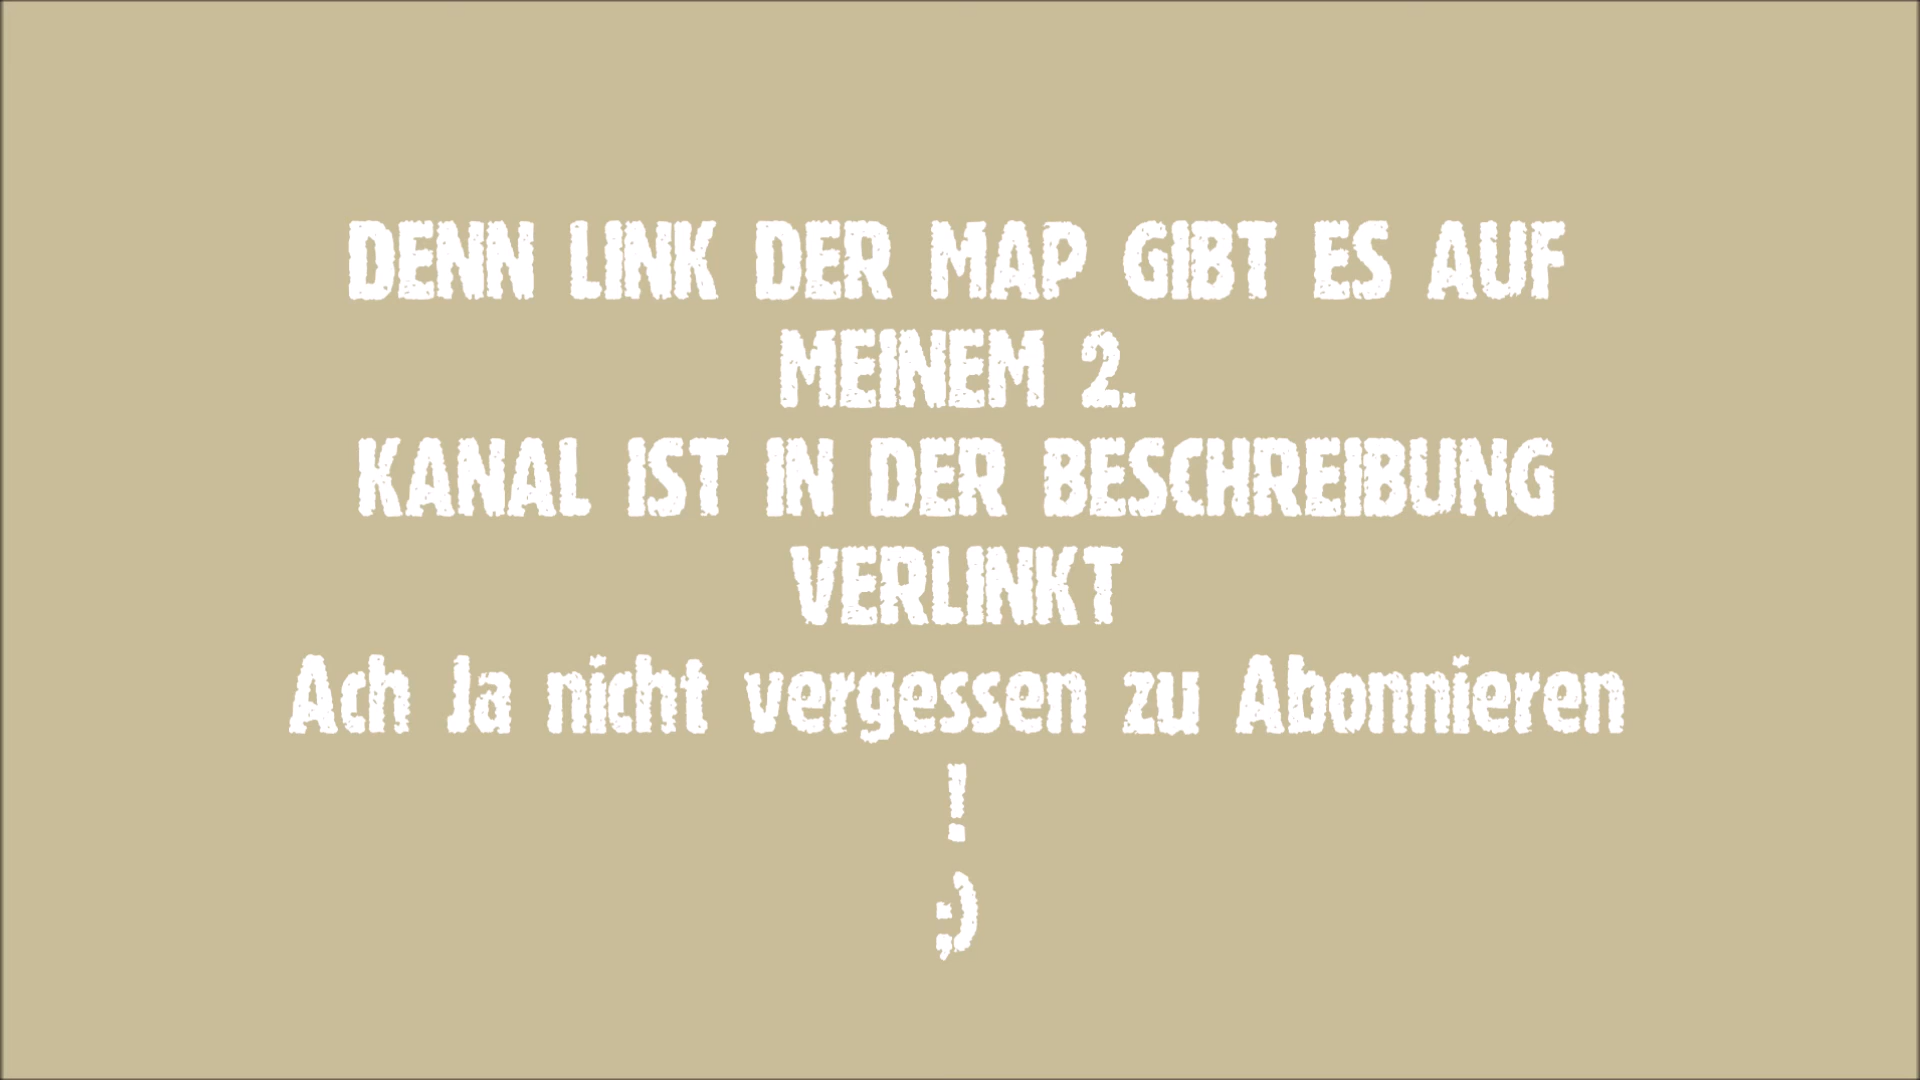 DENN LINK DER MAP GIBT ES AUF
MEINEM 2.
KANAL IST IN DER BESCHREIBUNG
VERLINKT
Ach Ja nicht vergessen zu Abonnieren
!
;)